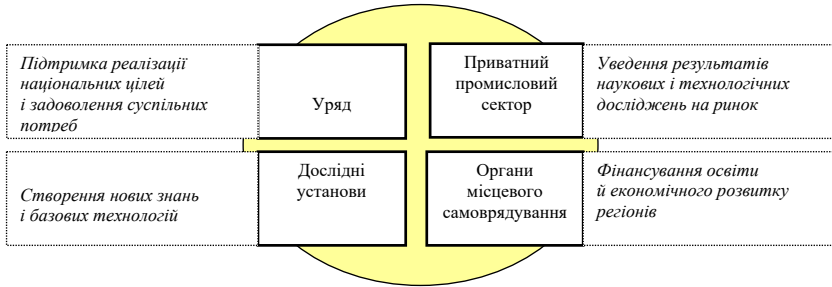 Підтримка реалізації
національних цілей
і задоволення суспільних
потреб
Уряд
Приватний
промисловий
сектор
Уведення результатів
наукових і технологічних
досліджень на ринок
Створення нових знань
і базових технологій
Дослідні
установи
Органи
місцевого
самоврядування
Фінансування освіти
й економічного розвитку
регіонів